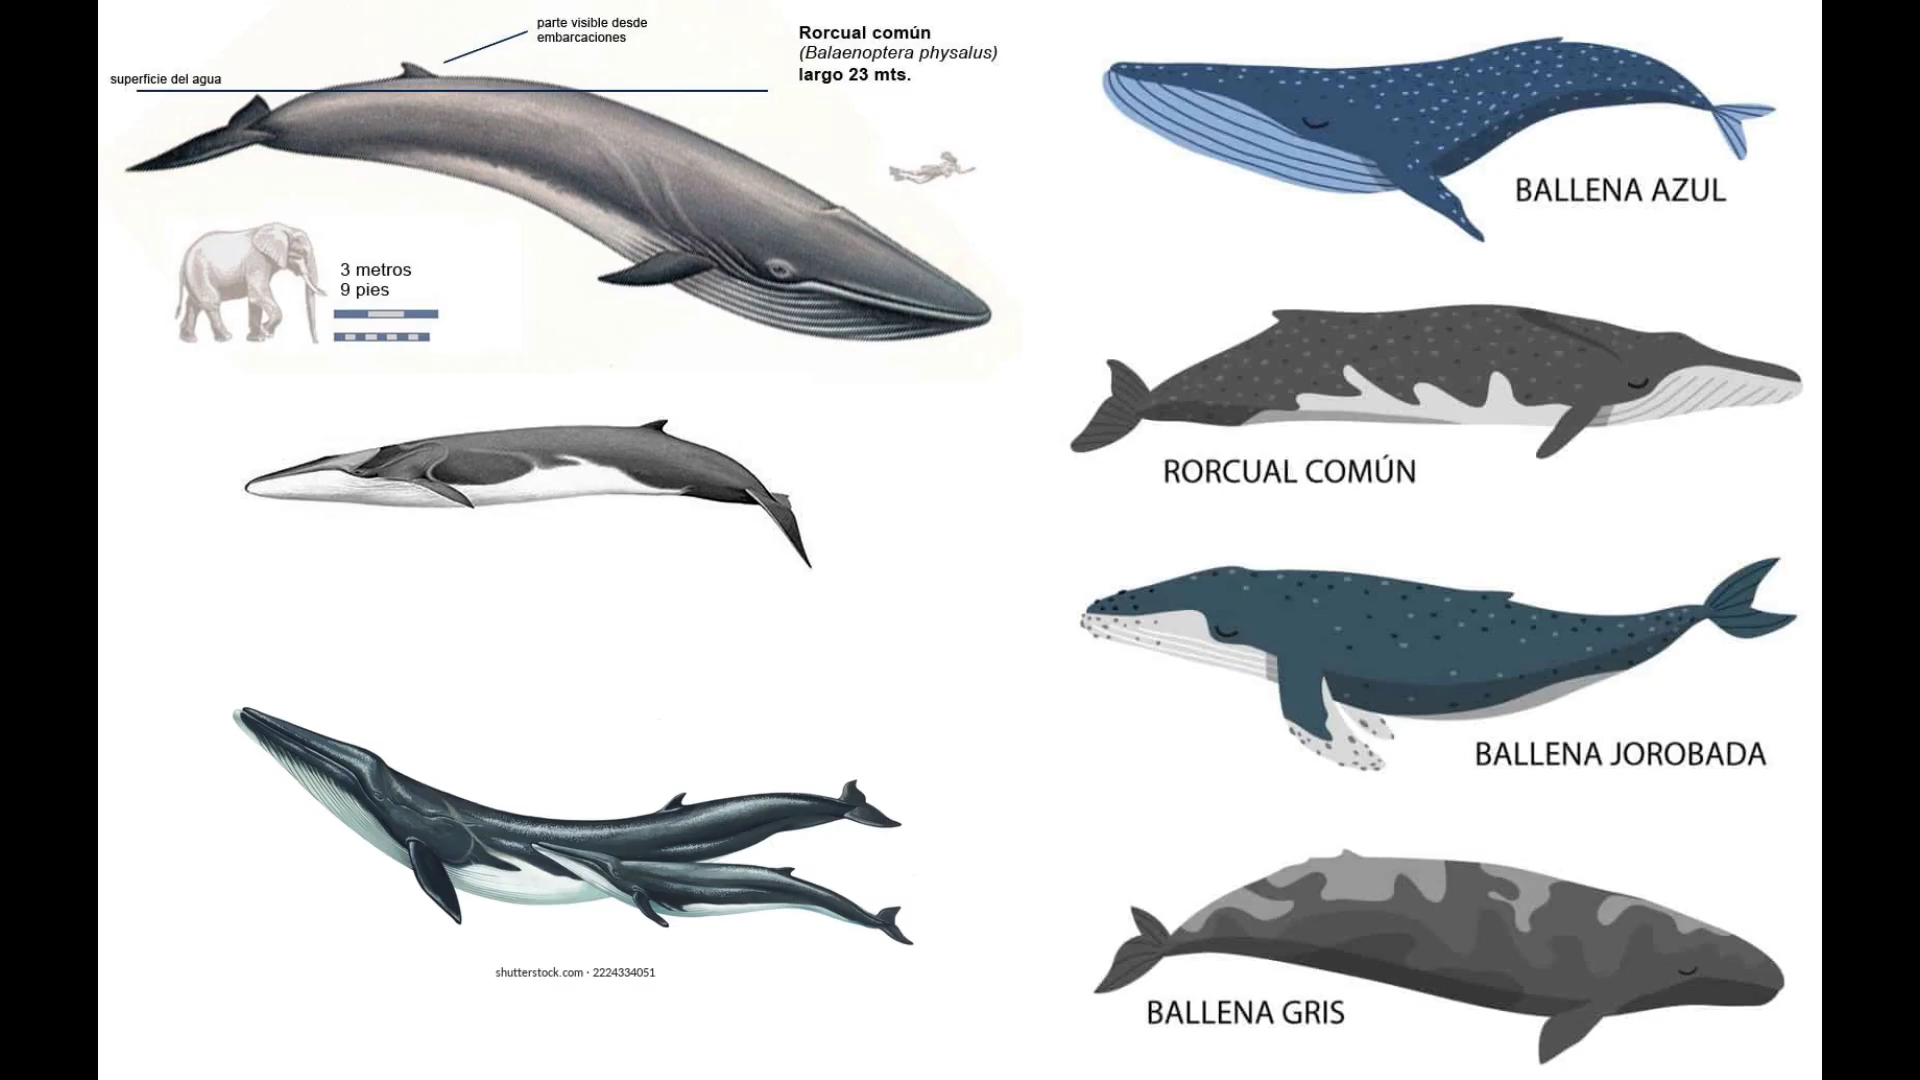 parte visible desde
embarcaciones
superficie del agua
Rorcual común
(Balaenoptera physalus)
largo 23 mts.
3 metros
9 pies
shutterstock.com · 2224334051
BALLENA AZUL
RORCUAL COMÚN
BALLENA JOROBADA
BALLENA GRIS